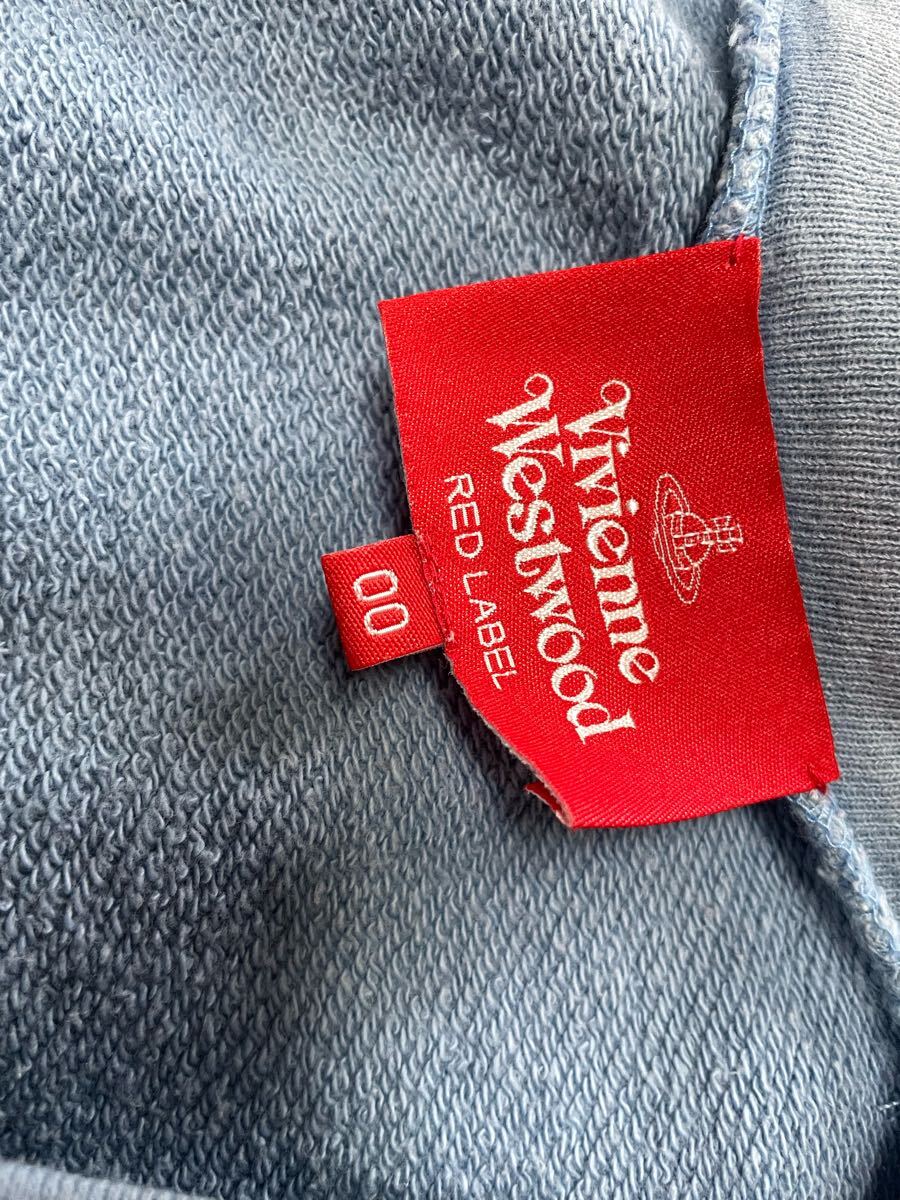 Vivienne
Westwood
RED LABEL
00